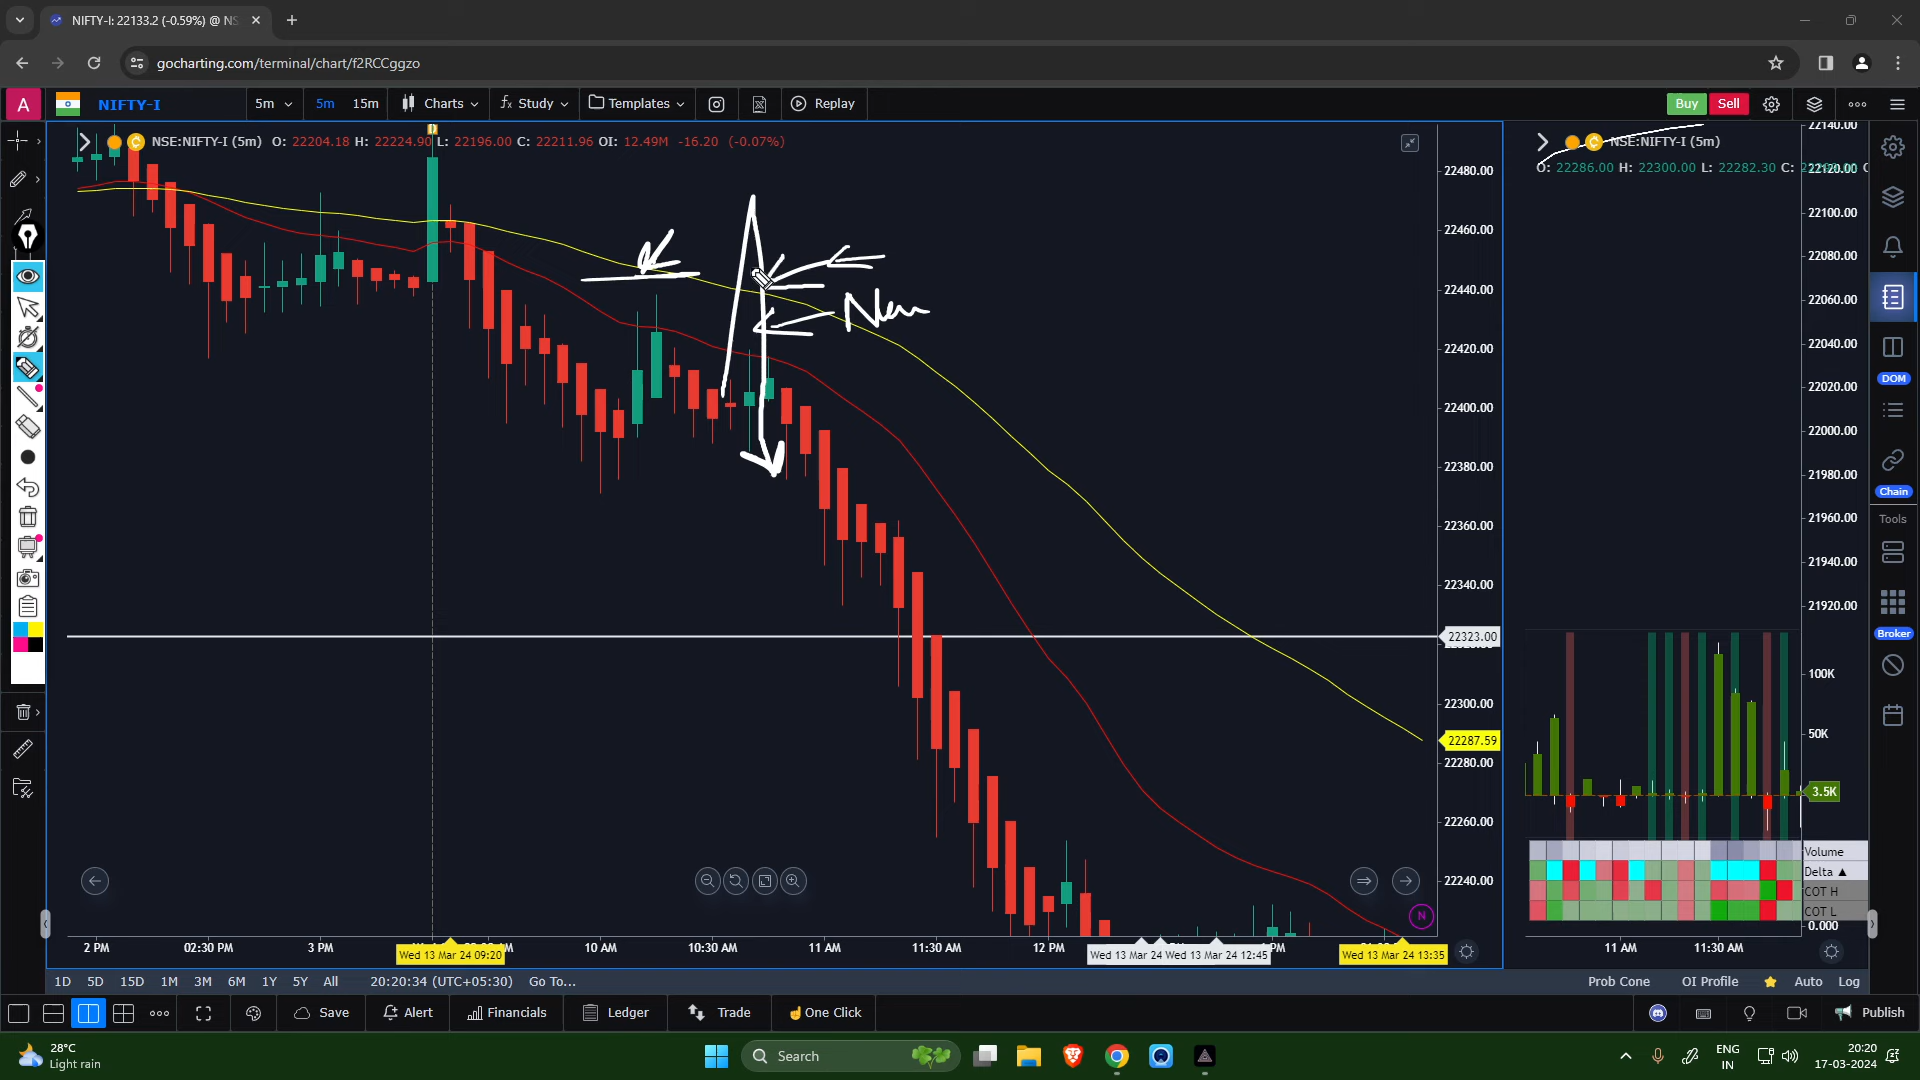 NIFTY-I: 22133.2 (-0.59%) @ NS
gocharting.com/terminal/chart/f2RCCggzo
A NIFTY-I 5m 5m 15m Charts Study Templates Replay Buy Sell
NSE:NIFTY-I (5m) O: 22204.18 H: 22224.90 L: 22196.00 C: 22211.96 OI: 12.49M -16.20 (-0.07%)
NSE:NIFTY-I (5m)
O: 22286.00 H: 22300.00 L: 22282.30 C:
22480.00
22460.00
22440.00
22420.00
22400.00
22380.00
22360.00
22340.00
22323.00
22300.00
22287.59
22280.00
22260.00
22240.00
22140.00
22120.00
22100.00
22080.00
22060.00
22040.00
22020.00
22000.00
21980.00
21960.00
21940.00
21920.00
100K
50K
3.5K
Volume
Delta ▲
COT H
COT L
0.000
DOM
Chain
Tools
Broker
N
2 PM 02:30 PM 3 PM 10 AM 10:30 AM 11 AM 11:30 AM 12 PM
Wed 13 Mar 24 09:20 Wed 13 Mar 24 Wed 13 Mar 24 12:45 Wed 13 Mar 24 13:35
11 AM 11:30 AM
1D 5D 15D 1M 3M 6M 1Y 5Y All 20:20:34 (UTC+05:30) Go To... Prob Cone OI Profile Auto Log
Save Alert Financials Ledger Trade One Click Publish
28°C
Light rain
Search
ENG
IN
20:20
17-03-2024